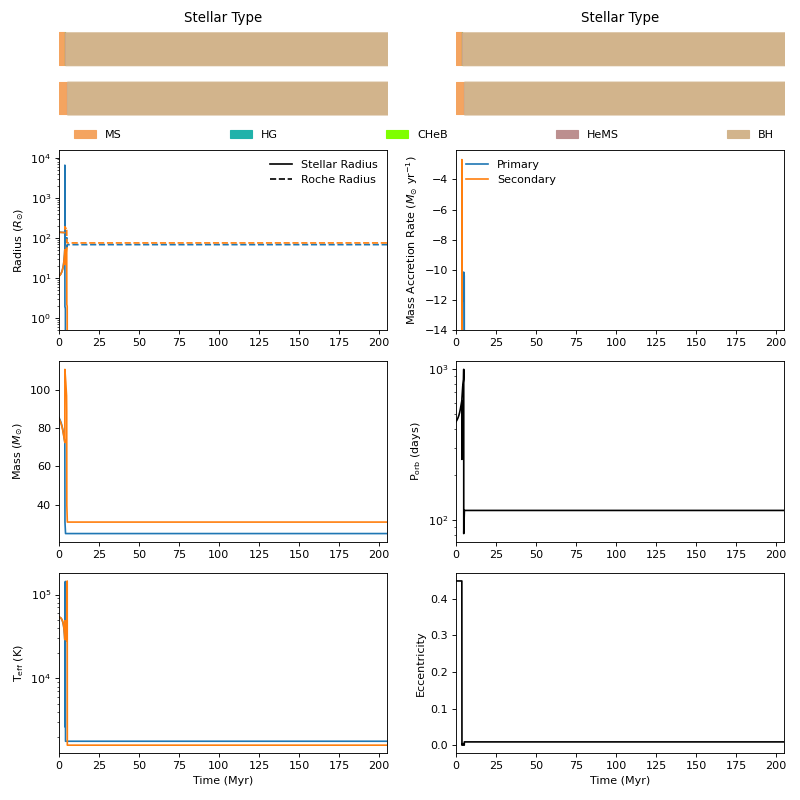 Stellar Type
Stellar Type
MS HG CHeB HeMS BH
Radius (R⊙)
10⁴
10³
10²
10¹
10⁰
Stellar Radius
Roche Radius
0 25 50 75 100 125 150 175 200
Mass Accretion Rate (M⊙ yr⁻¹)
−4
−6
−8
−10
−12
−14
Primary
Secondary
0 25 50 75 100 125 150 175 200
Mass (M⊙)
100
80
60
40
0 25 50 75 100 125 150 175 200
P_orb (days)
10³
10²
0 25 50 75 100 125 150 175 200
T_eff (K)
10⁵
10⁴
0 25 50 75 100 125 150 175 200
Time (Myr)
Eccentricity
0.4
0.3
0.2
0.1
0.0
0 25 50 75 100 125 150 175 200
Time (Myr)